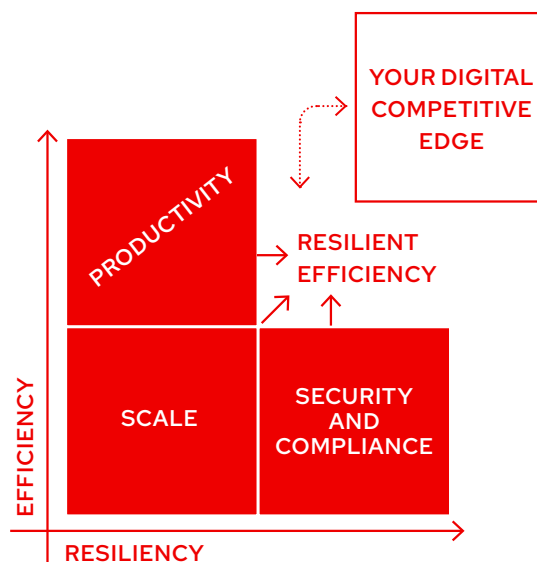 YOUR DIGITAL
COMPETITIVE
EDGE
PRODUCTIVITY
RESILIENT
EFFICIENCY
SCALE
SECURITY
AND
COMPLIANCE
EFFICIENCY
RESILIENCY